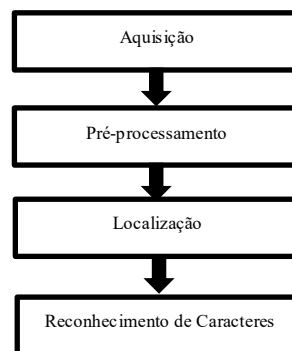 Aquisição
Pré-processamento
Localização
Reconhecimento de Caracteres